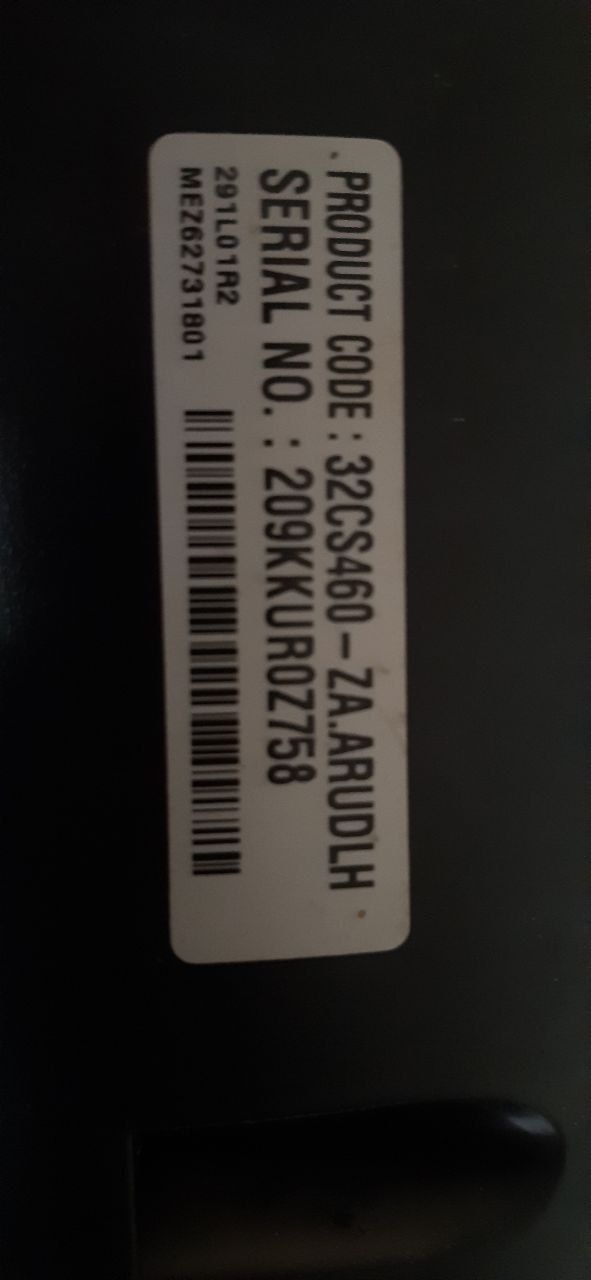 PRODUCT CODE : 32CS460-ZA.ARUDLH
SERIAL NO. : 209KKUR0Z758
291L01R2
MEZ62731801